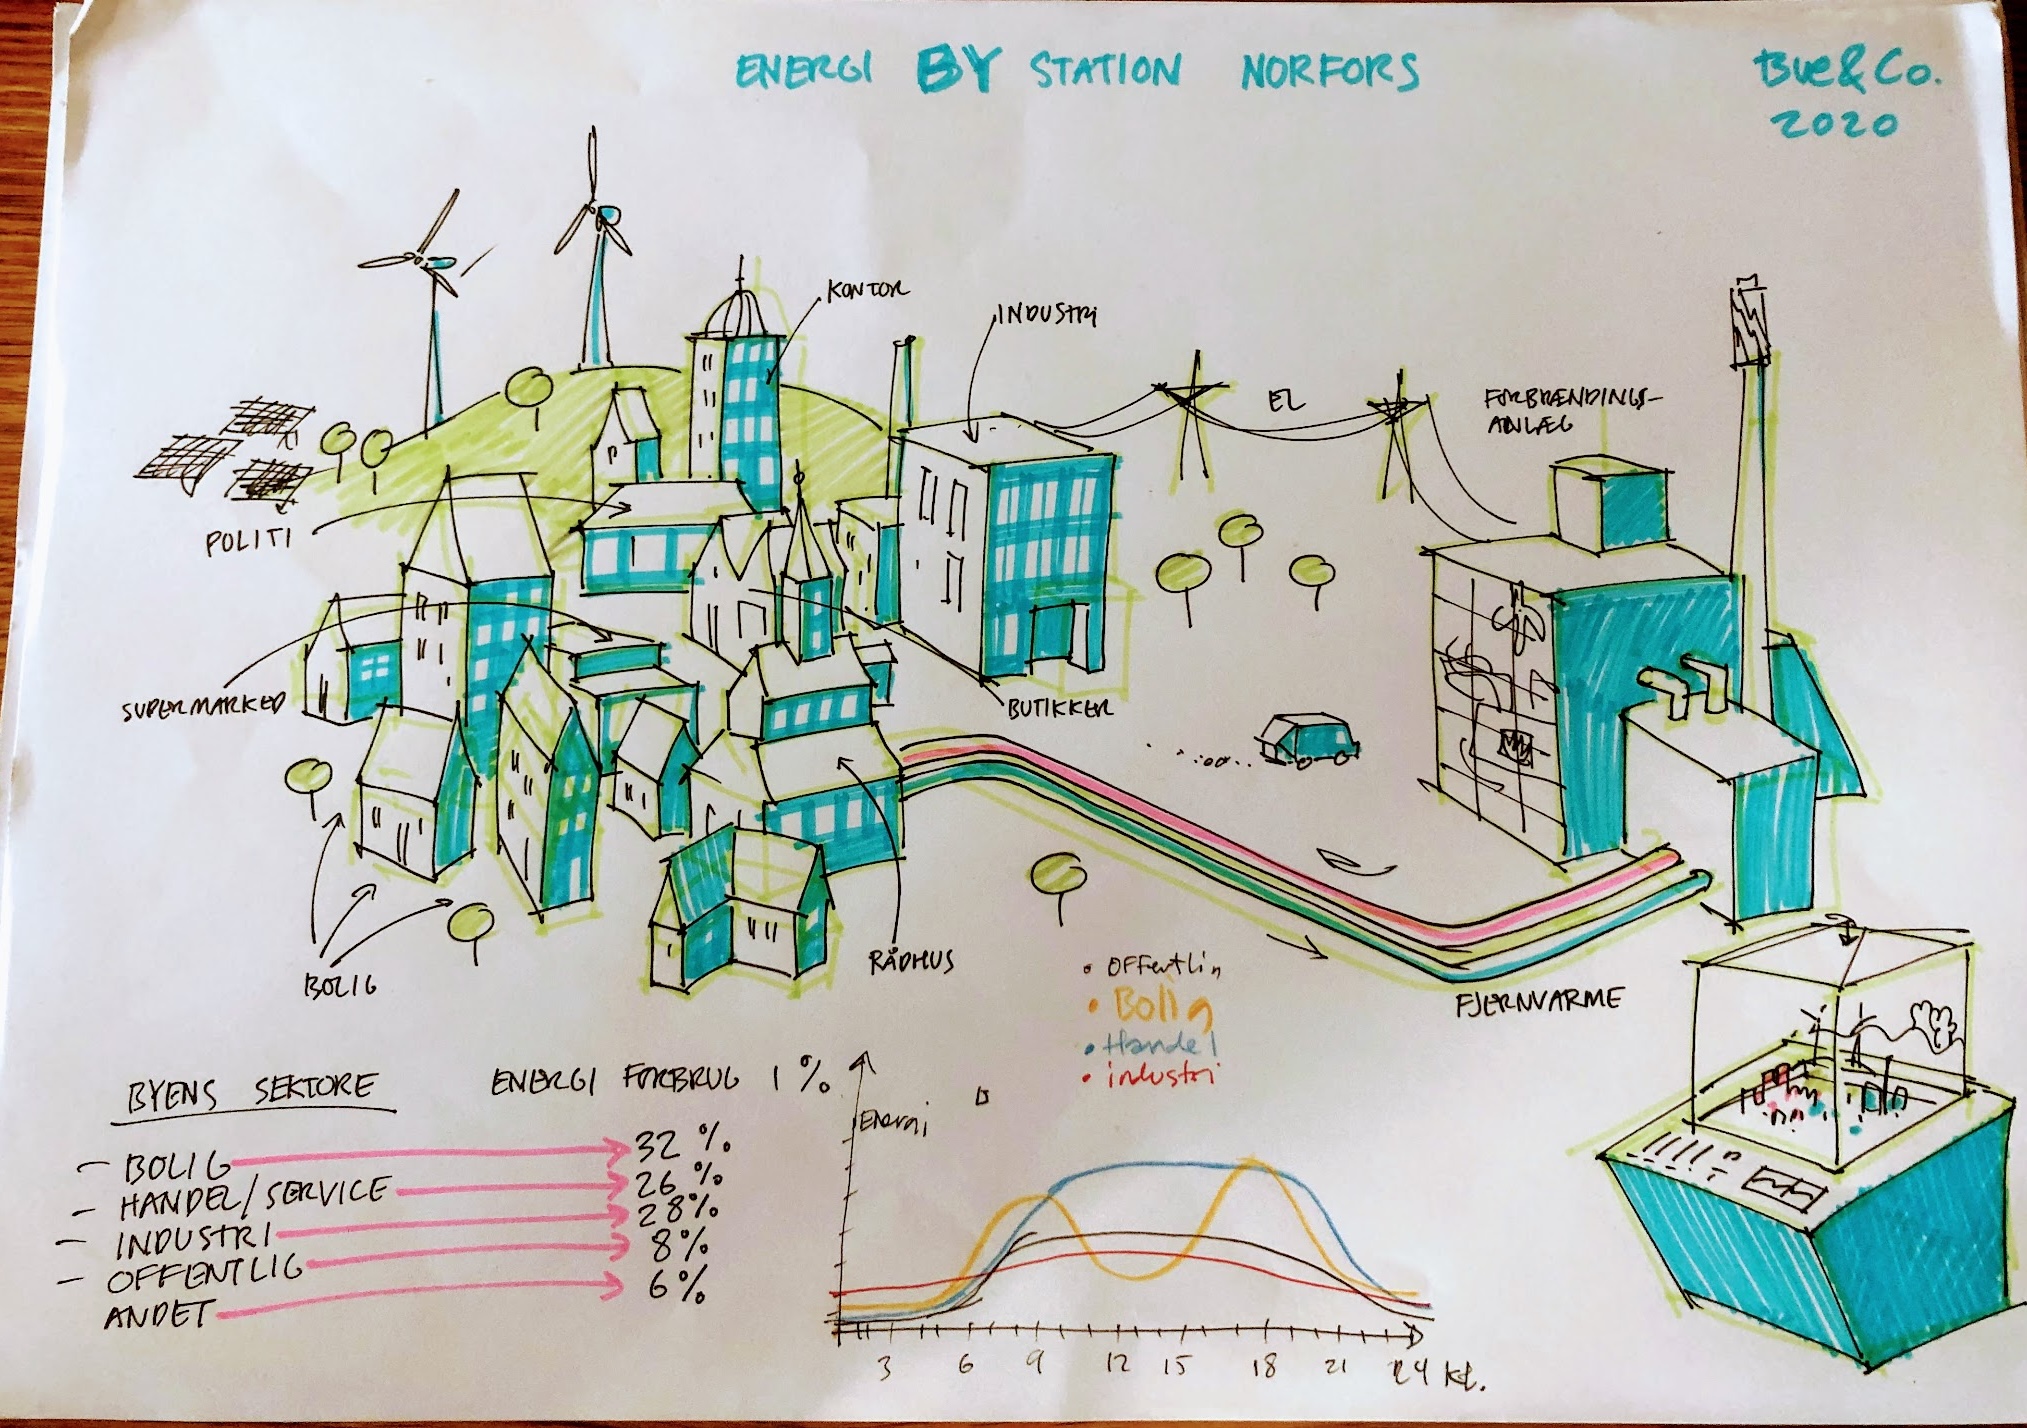 ENERGI BY STATION NORFORS
Bue&Co.
2020
KONTOR
INDUSTRI
EL
FORBRÆNDINGS-
ANLÆG
POLITI
SUPERMARKED
BUTIKKER
BOLIG
RÅDHUS
FJERNVARME
• OFFentlig
• Bolig
• Handel
• industri
BYENS SEKTORE
ENERGI FORBRUG I %
- BOLIG 32 %
- HANDEL/SERVICE 26 %
- INDUSTRI 28%
- OFFENTLIG 8%
ANDET 6%
Energi
3 6 9 12 15 18 21 24 Kl.